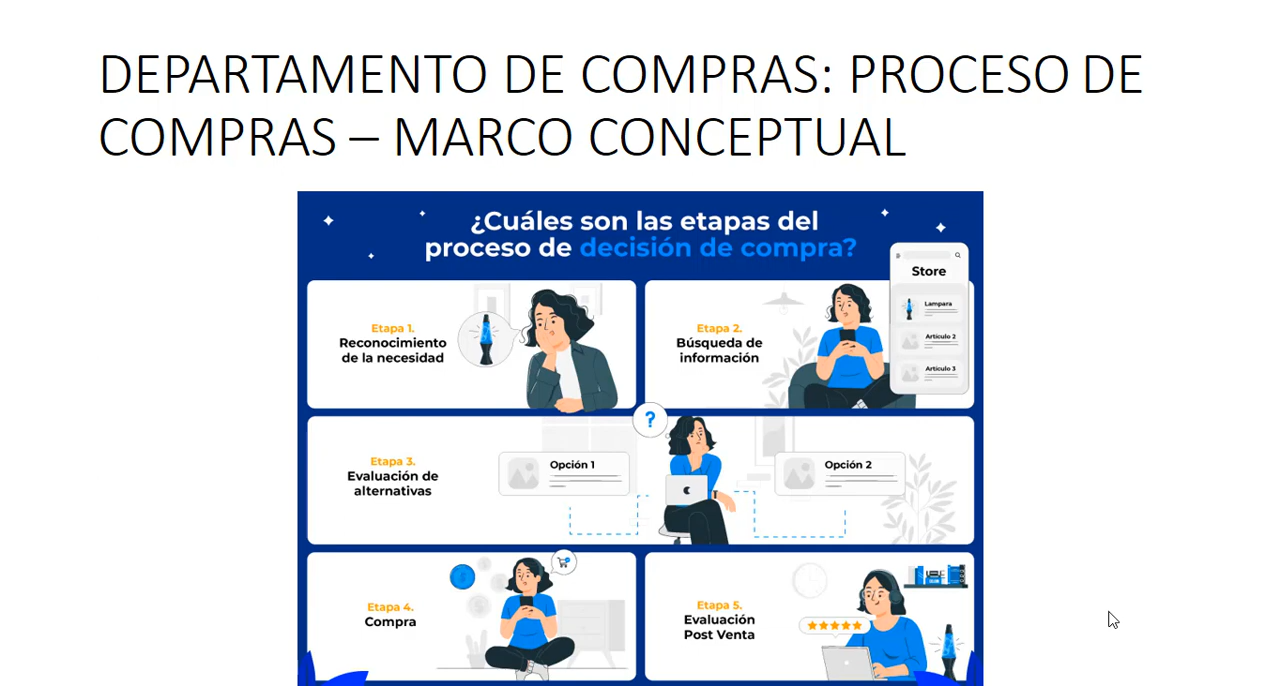 DEPARTAMENTO DE COMPRAS: PROCESO DE
COMPRAS – MARCO CONCEPTUAL
¿Cuáles son las etapas del
proceso de decisión de compra?
Store
Lampara
Artículo 2
Artículo 3
Etapa 1.
Reconocimiento
de la necesidad
Etapa 2.
Búsqueda de
información
?
Etapa 3.
Evaluación de
alternativas
Opción 1
Opción 2
Etapa 4.
Compra
Etapa 5.
Evaluación
Post Venta